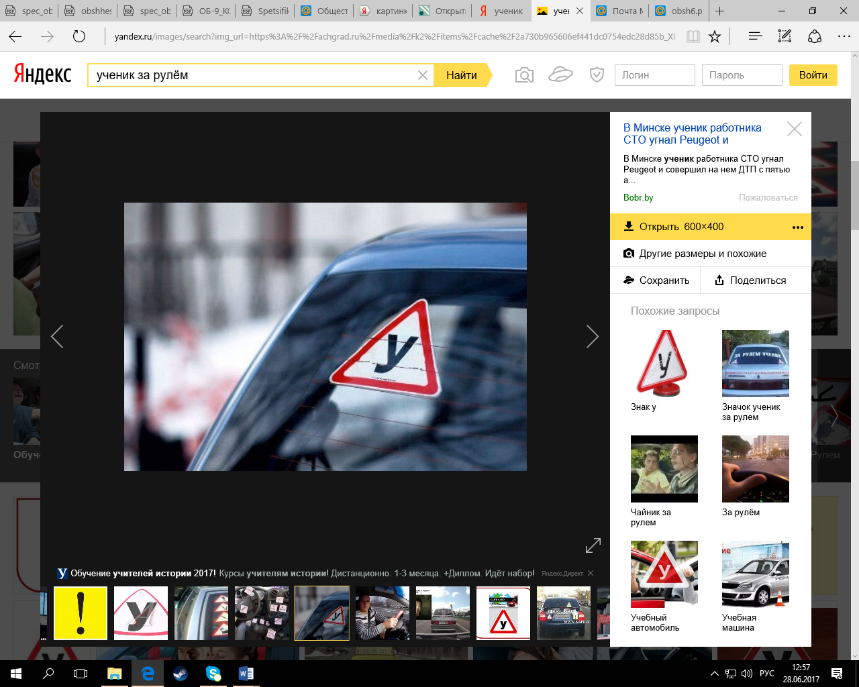 spec_ob
obshhes
spec_ob
ОБ-9_КО
Spetsifik
Общест
картинк
Открыт
ученик
учен
Почта М
obsh6.p
yandex.ru/images/search?img_url=https%3A%2F%2Fachgrad.ru%2Fmedia%2Fk2%2Fitems%2Fcache%2F2a730b965606ef441dc0754edc28d85b_XL
Яндекс
ученик за рулём
Найти
Логин
Пароль
Войти
В Минске ученик работника
СТО угнал Peugeot и
В Минске ученик работника СТО угнал
Peugeot и совершил на нем ДТП с пятью
а...
Bobr.by
Пожаловаться
Открыть 600×400
Другие размеры и похожие
Сохранить
Поделиться
Похожие запросы
Знак у
Значок ученик
за рулем
Чайник за
рулем
За рулём
Учебный
автомобиль
Учебная
машина
У
Смот
Обуч
Рулем
У Обучение учителей истории 2017! Курсы учителям истории! Дистанционно. 1-3 месяца. +Диплом. Идёт набор!
Яндекс.Директ
РУС
12:57
28.06.2017